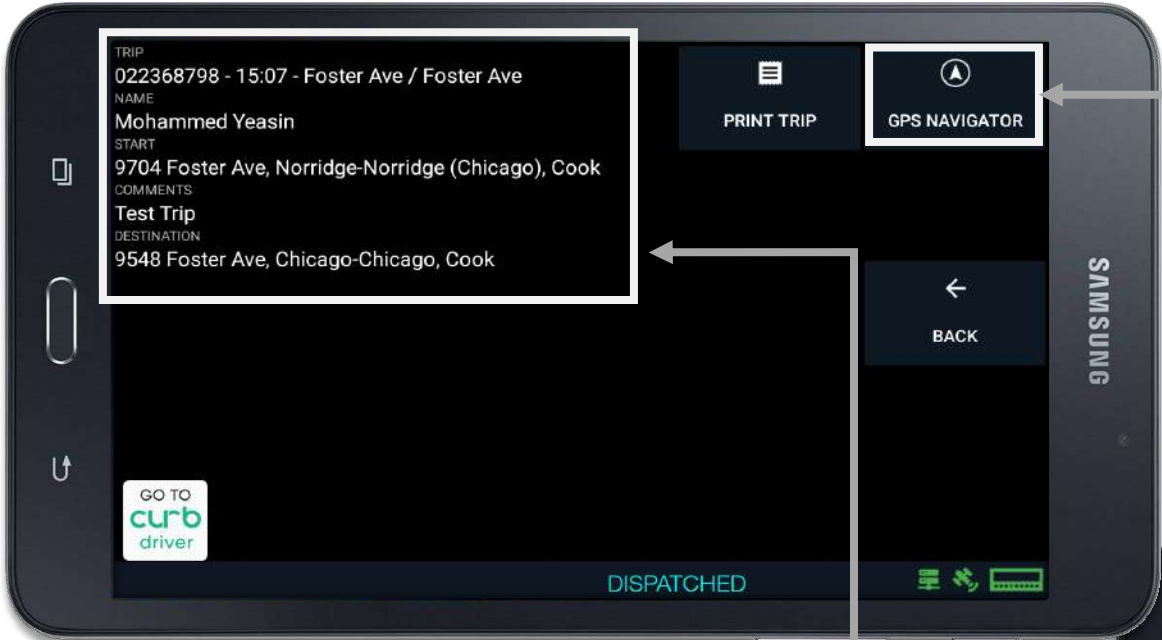 TRIP
022368798 - 15:07 - Foster Ave / Foster Ave
NAME
Mohammed Yeasin
START
9704 Foster Ave, Norridge-Norridge (Chicago), Cook
COMMENTS
Test Trip
DESTINATION
9548 Foster Ave, Chicago-Chicago, Cook
PRINT TRIP
GPS NAVIGATOR
BACK
SAMSUNG
GO TO
curb
driver
DISPATCHED